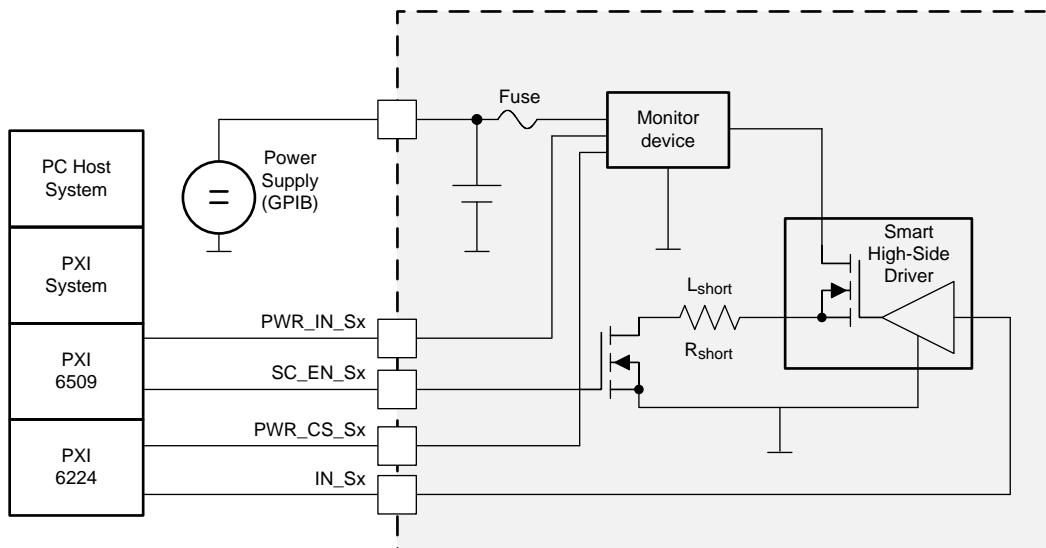 PC Host
System
PXI
System
PXI
6509
PXI
6224
Power
Supply
(GPIB)
=
PWR_IN_Sx
SC_EN_Sx
PWR_CS_Sx
IN_Sx
Fuse
Monitor
device
Smart
High-Side
Driver
Lshort
Rshort